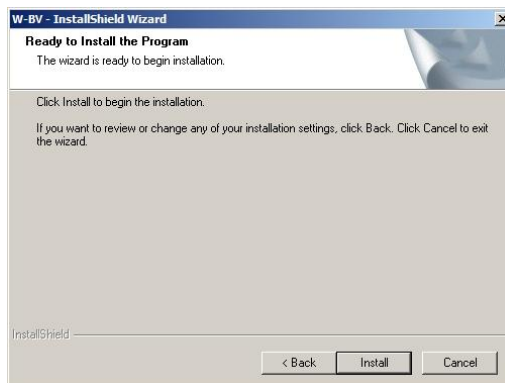 W-BV - InstallShield Wizard
Ready to Install the Program
The wizard is ready to begin installation.
Click Install to begin the installation.
If you want to review or change any of your installation settings, click Back. Click Cancel to exit
the wizard.
InstallShield
< Back Install Cancel